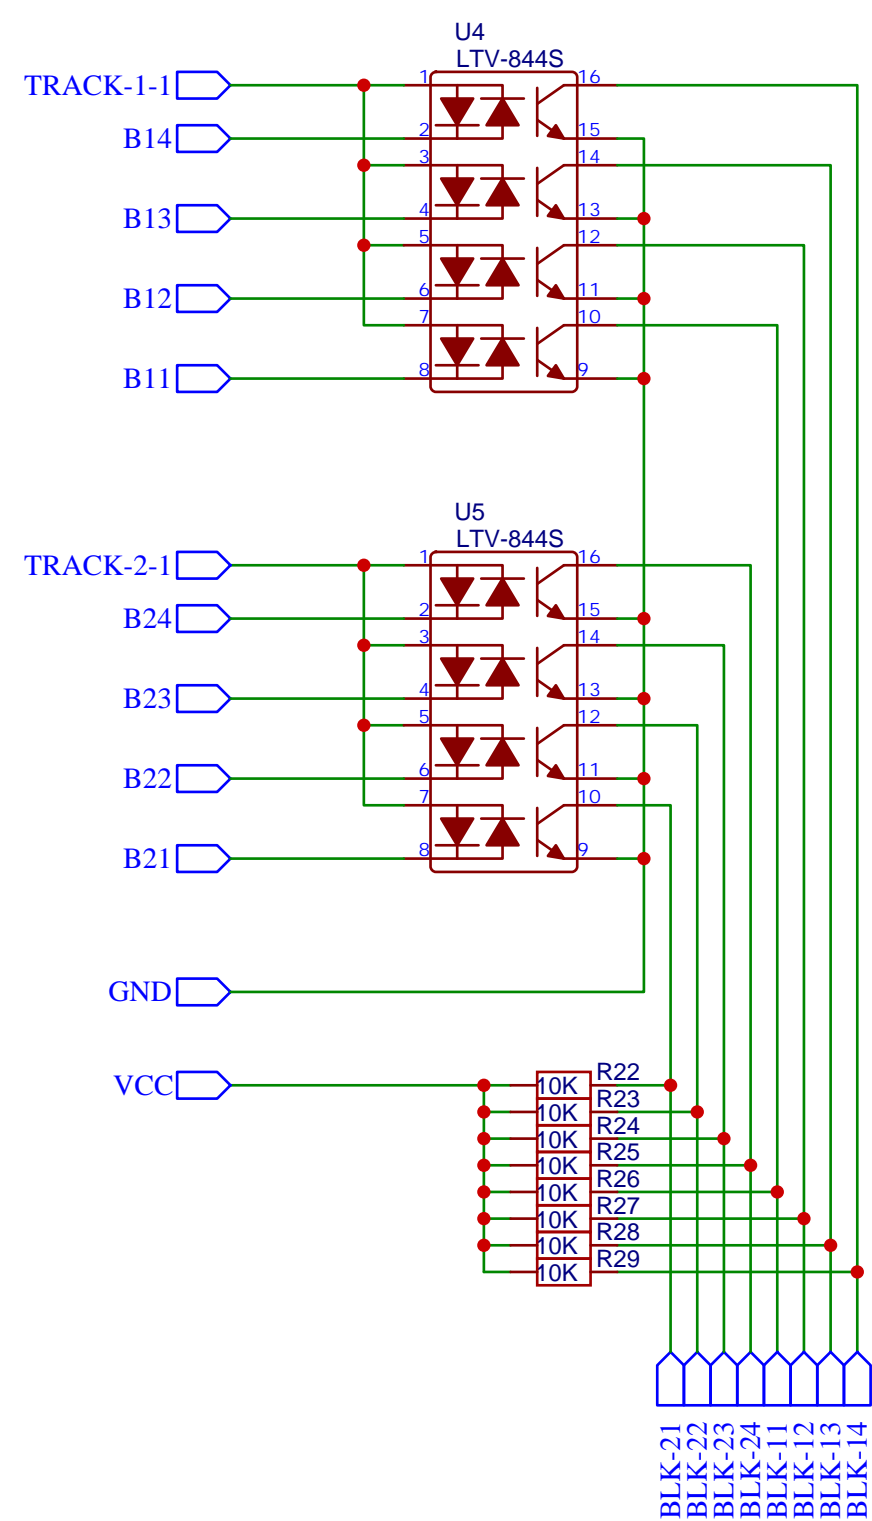 U4
LTV-844S
TRACK-1-1
1
16
B14
2
15
3
14
B13
4
13
5
12
B12
6
11
7
10
B11
8
9
U5
LTV-844S
TRACK-2-1
1
16
B24
2
15
3
14
B23
4
13
5
12
B22
6
11
7
10
B21
8
9
GND
VCC
10K R22
10K R23
10K R24
10K R25
10K R26
10K R27
10K R28
10K R29
BLK-21
BLK-22
BLK-23
BLK-24
BLK-11
BLK-12
BLK-13
BLK-14